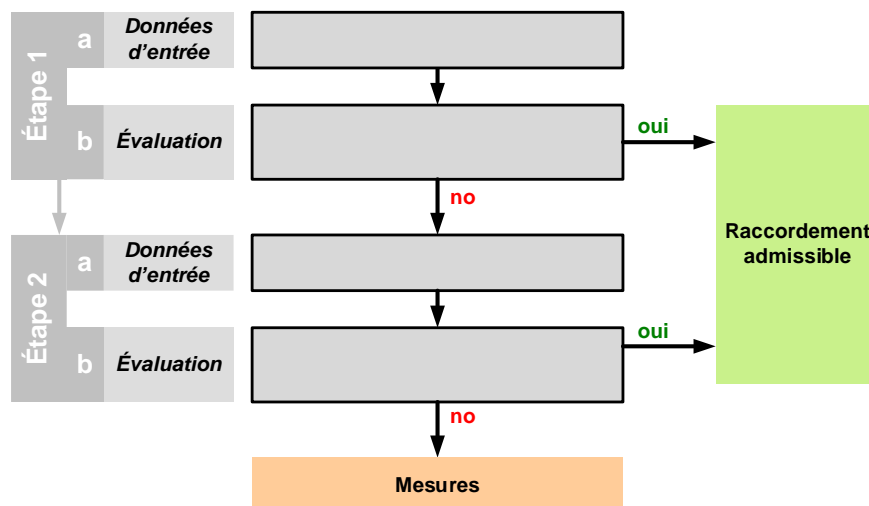 Étape 1
a
Données
d'entrée
b
Évaluation
oui
no
Étape 2
a
Données
d'entrée
b
Évaluation
oui
no
Raccordement
admissible
Mesures